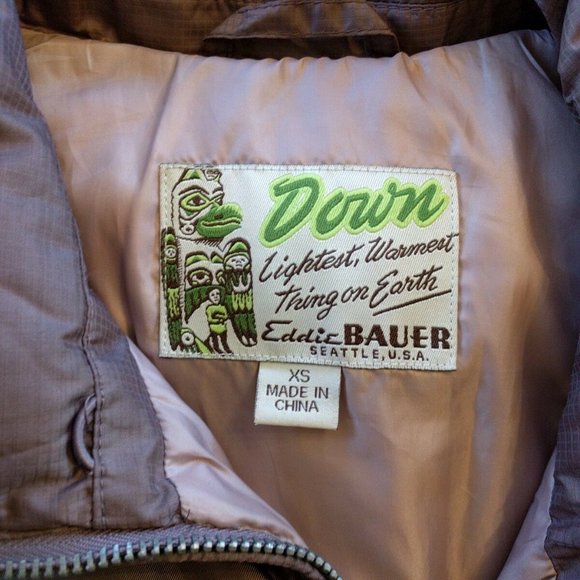 Down
Lightest, Warmest
Thing on Earth
Eddie BAUER
SEATTLE, U.S.A.
XS
MADE IN
CHINA